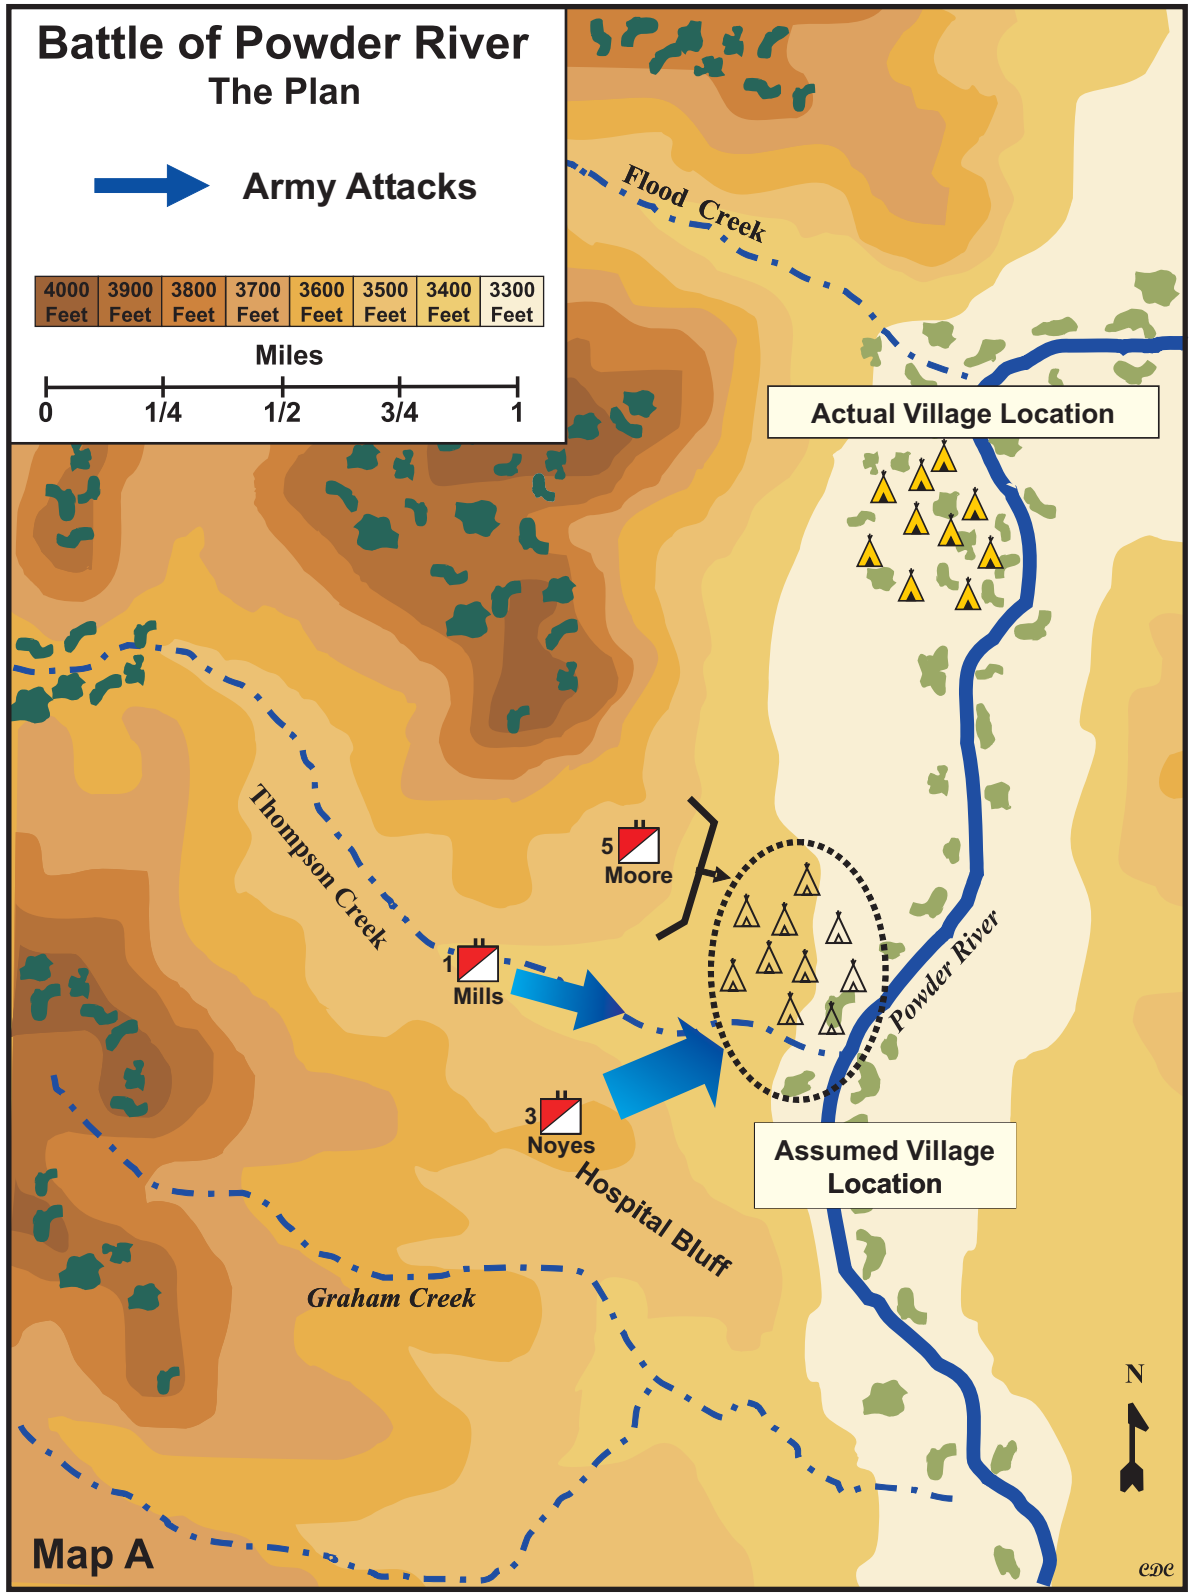 Battle of Powder River
The Plan
Army Attacks
4000 3900 3800 3700 3600 3500 3400 3300
Feet Feet Feet Feet Feet Feet Feet Feet
Miles
0 1/4 1/2 3/4 1
Flood Creek
Actual Village Location
Thompson Creek
5
Moore
1
Mills
Powder River
3
Noyes
Assumed Village
Location
Hospital Bluff
Graham Creek
N
Map A
CDC